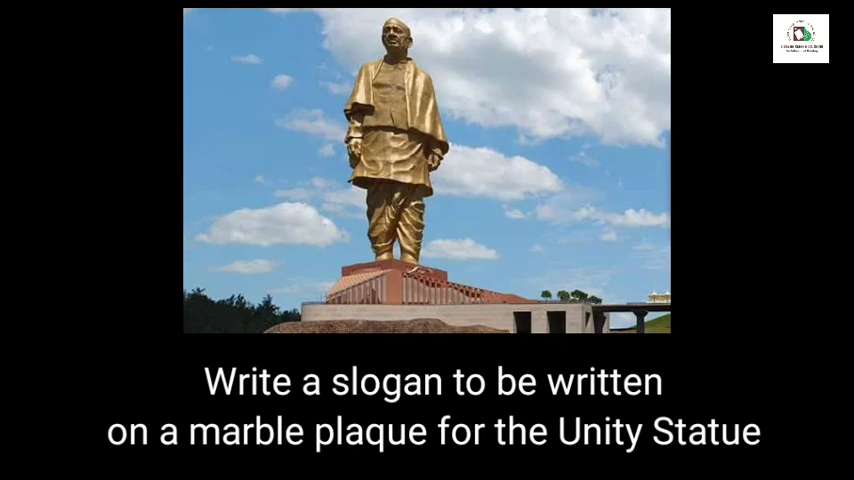 Write a slogan to be written
on a marble plaque for the Unity Statue